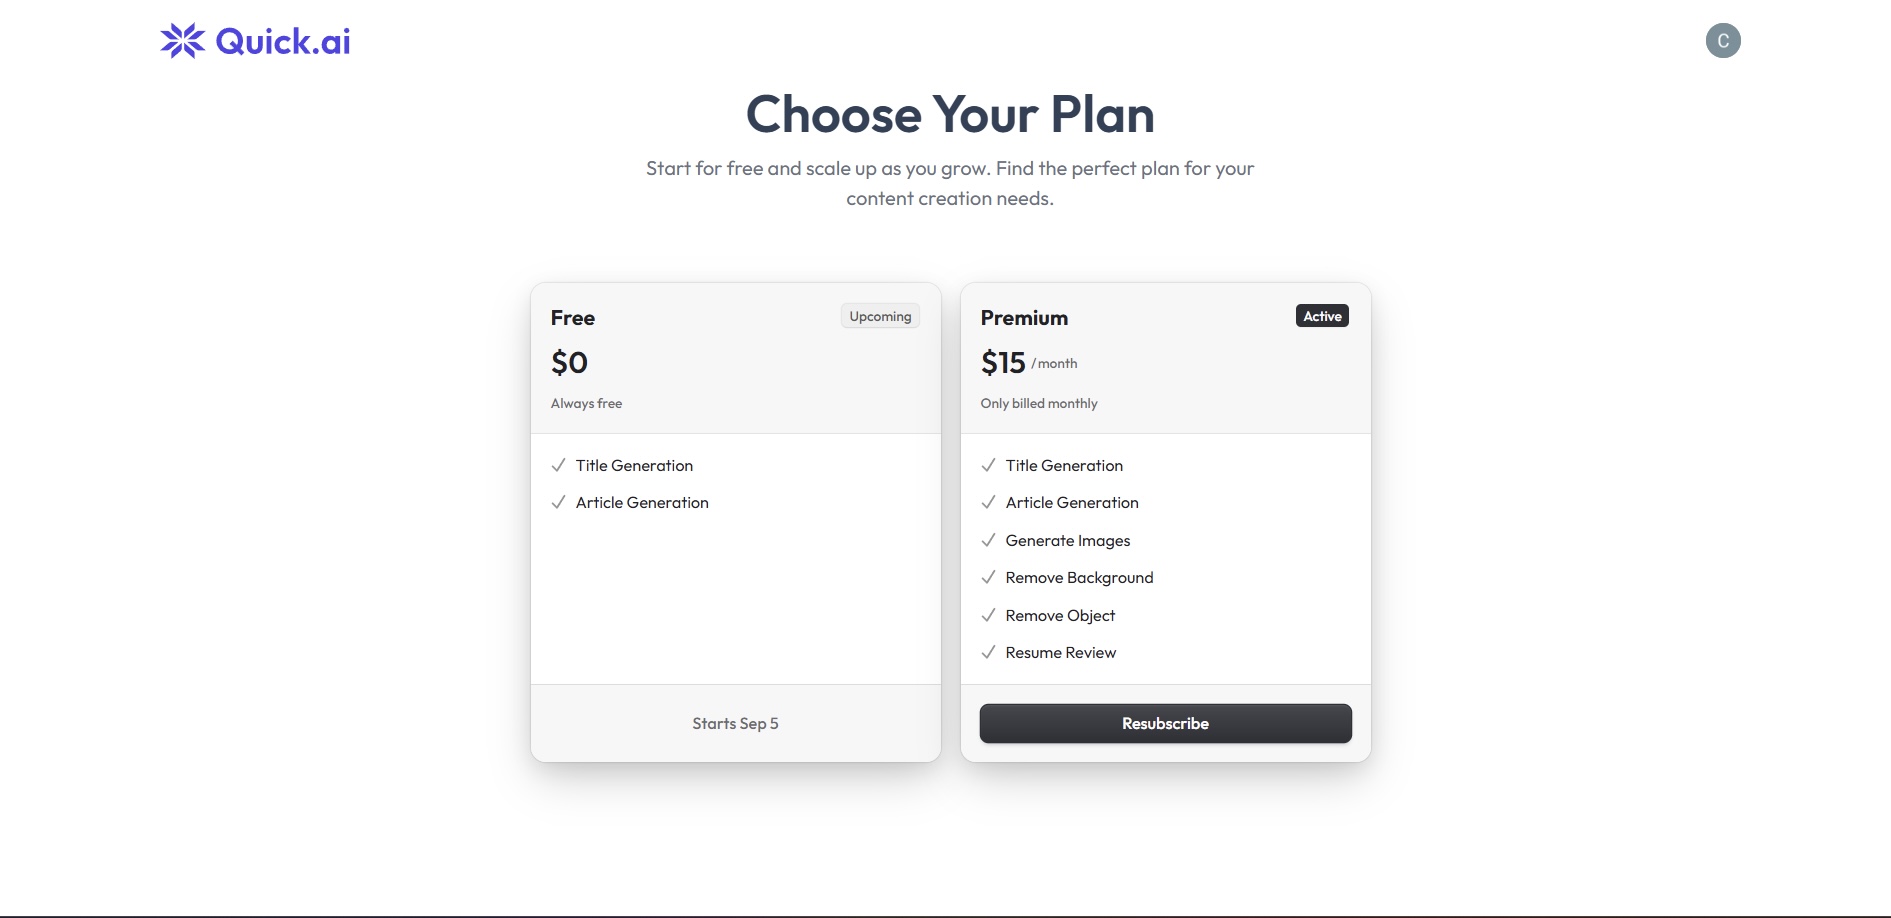 Quick.ai
C
Choose Your Plan
Start for free and scale up as you grow. Find the perfect plan for your
content creation needs.
Free
Upcoming
$0
Always free
Title Generation
Article Generation
Starts Sep 5
Premium
Active
$15 /month
Only billed monthly
Title Generation
Article Generation
Generate Images
Remove Background
Remove Object
Resume Review
Resubscribe